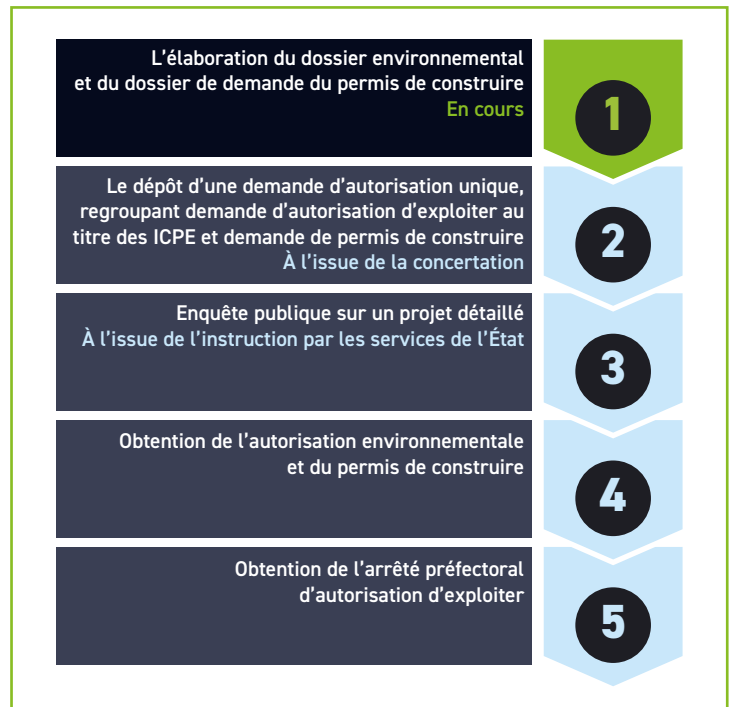 L'élaboration du dossier environnemental
et du dossier de demande du permis de construire
En cours
1
Le dépôt d'une demande d'autorisation unique,
regroupant demande d'autorisation d'exploiter au
titre des ICPE et demande de permis de construire
À l'issue de la concertation
2
Enquête publique sur un projet détaillé
À l'issue de l'instruction par les services de l'État
3
Obtention de l'autorisation environnementale
et du permis de construire
4
Obtention de l'arrêté préfectoral
d'autorisation d'exploiter
5